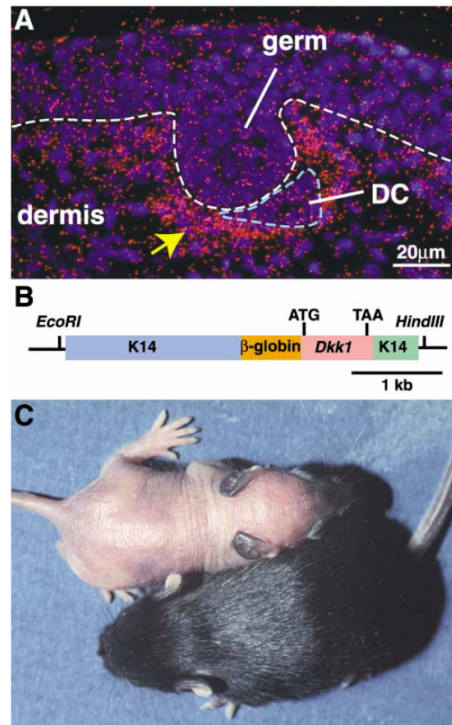 A
germ
DC
dermis
20μm
B
ATG TAA
EcoRI HindIII
K14 β-globin Dkk1 K14
1 kb
C